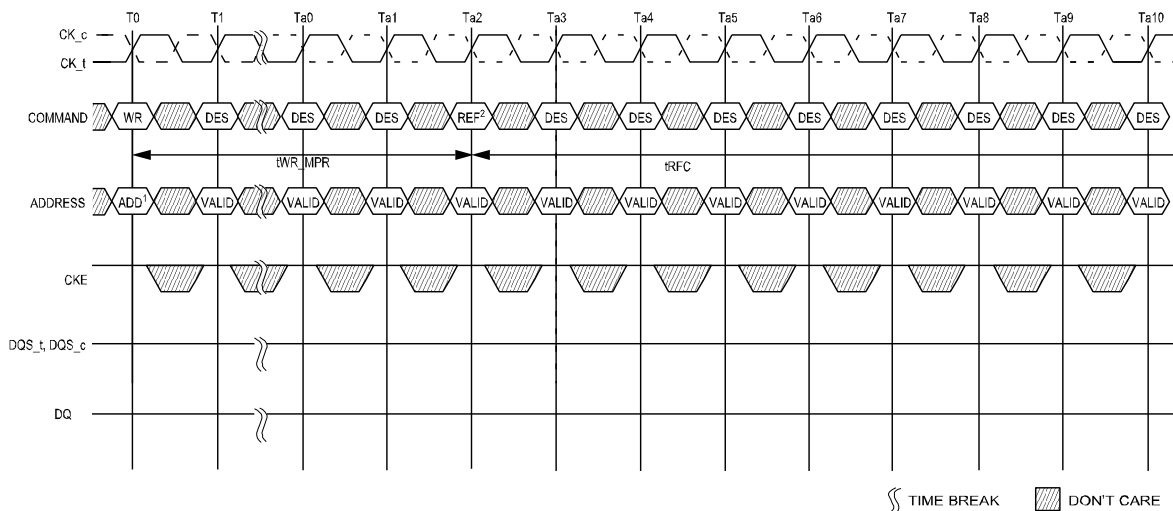 T0 T1 Ta0 Ta1 Ta2 Ta3 Ta4 Ta5 Ta6 Ta7 Ta8 Ta9 Ta10
CK_c
CK_t
COMMAND WR DES DES DES REF2 DES DES DES DES DES DES DES DES
tWR_MPR tRFC
ADDRESS ADD1 VALID VALID VALID VALID VALID VALID VALID VALID VALID VALID VALID VALID
CKE
DQS_t, DQS_c
DQ
TIME BREAK DON'T CARE